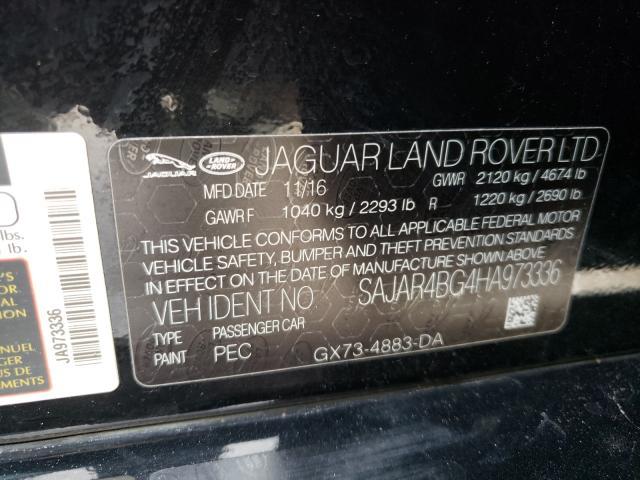 JAGUAR
LAND ROVER
JAGUAR LAND ROVER LTD
MFD DATE 11/16 GVWR 2120 kg / 4674 lb
GAWR F 1040 kg / 2293 lb R 1220 kg / 2690 lb
THIS VEHICLE CONFORMS TO ALL APPLICABLE FEDERAL MOTOR
VEHICLE SAFETY, BUMPER AND THEFT PREVENTION STANDARDS
IN EFFECT ON THE DATE OF MANUFACTURE SHOWN ABOVE.
VEH IDENT NO SAJAR4BG4HA973336
TYPE PASSENGER CAR
PAINT PEC GX73-4883-DA
lbs.
lb.
JA973336